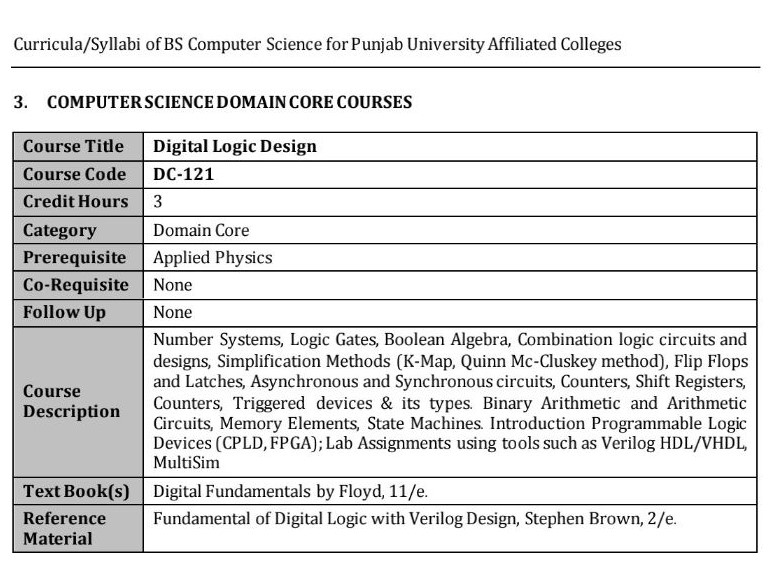 Curricula/Syllabi of BS Computer Science for Punjab University Affiliated Colleges
3. COMPUTER SCIENCE DOMAIN CORE COURSES
Course Title Digital Logic Design
Course Code DC-121
Credit Hours 3
Category Domain Core
Prerequisite Applied Physics
Co-Requisite None
Follow Up None
Course
Description
Number Systems, Logic Gates, Boolean Algebra, Combination logic circuits and
designs, Simplification Methods (K-Map, Quinn Mc-Cluskey method), Flip Flops
and Latches, Asynchronous and Synchronous circuits, Counters, Shift Registers,
Counters, Triggered devices & its types. Binary Arithmetic and Arithmetic
Circuits, Memory Elements, State Machines. Introduction Programmable Logic
Devices (CPLD, FPGA); Lab Assignments using tools such as Verilog HDL/VHDL,
MultiSim
Text Book(s) Digital Fundamentals by Floyd, 11/e.
Reference
Material
Fundamental of Digital Logic with Verilog Design, Stephen Brown, 2/e.